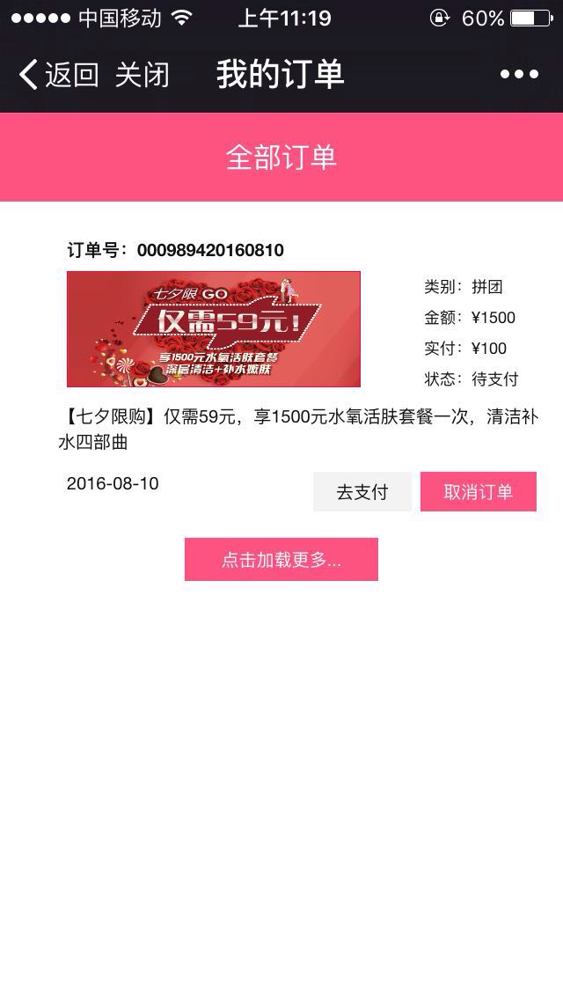 中国移动 上午11:19 60%
返回 关闭 我的订单
全部订单
订单号：000989420160810
七夕限 GO
仅需59元！
享1500元水氧活肤套餐
深层清洁+补水嫩肤
类别：拼团
金额：¥1500
实付：¥100
状态：待支付
【七夕限购】仅需59元，享1500元水氧活肤套餐一次，清洁补
水四部曲
2016-08-10 去支付 取消订单
点击加载更多...